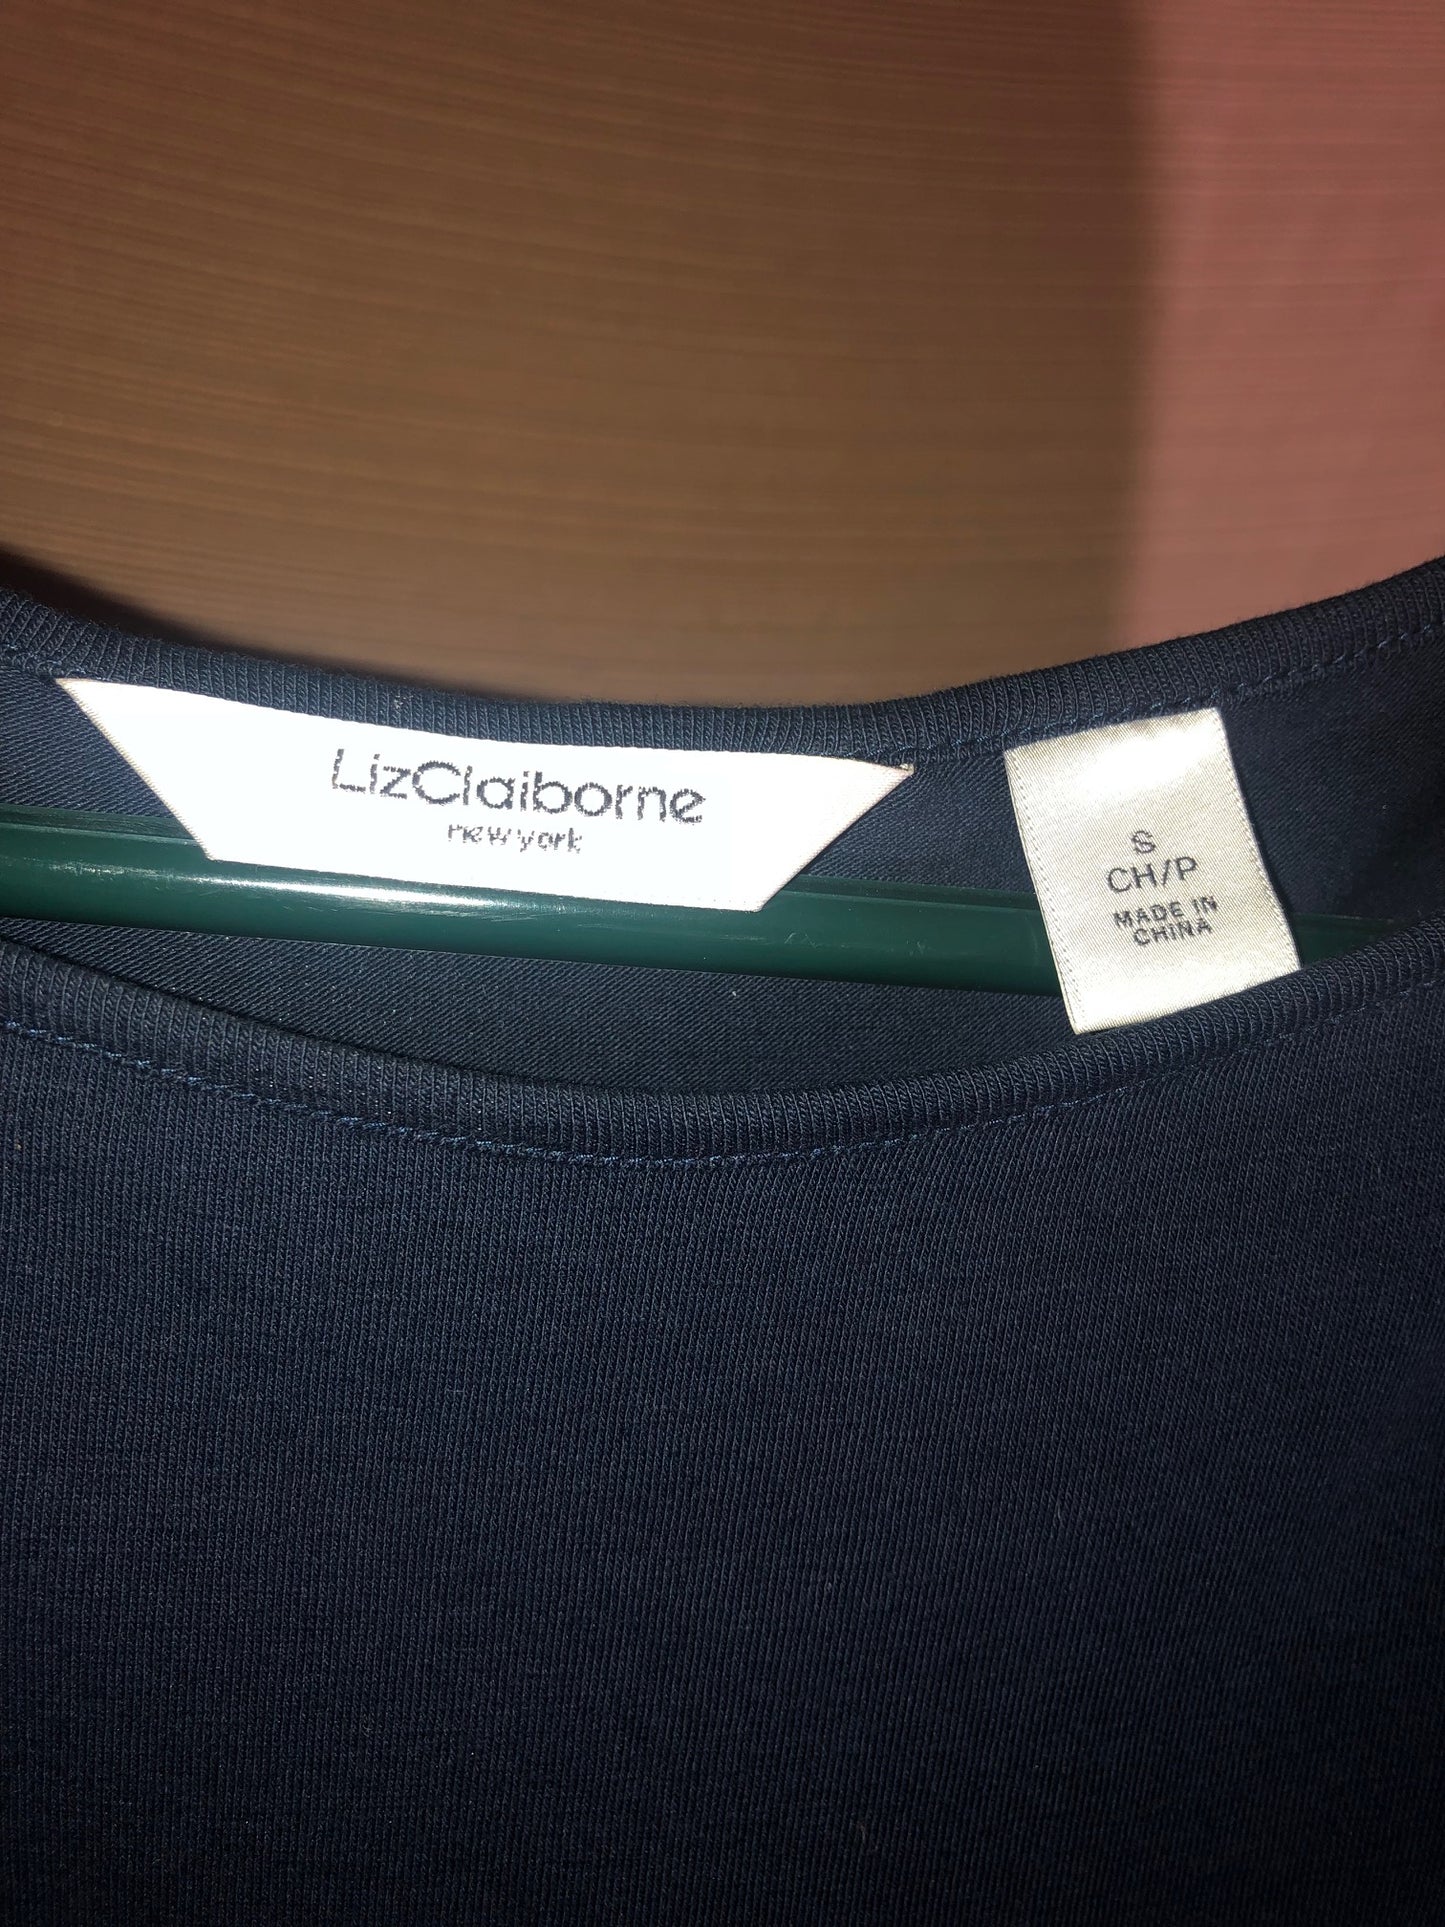 LizClaiborne
new york
S
CH/P
MADE IN
CHINA